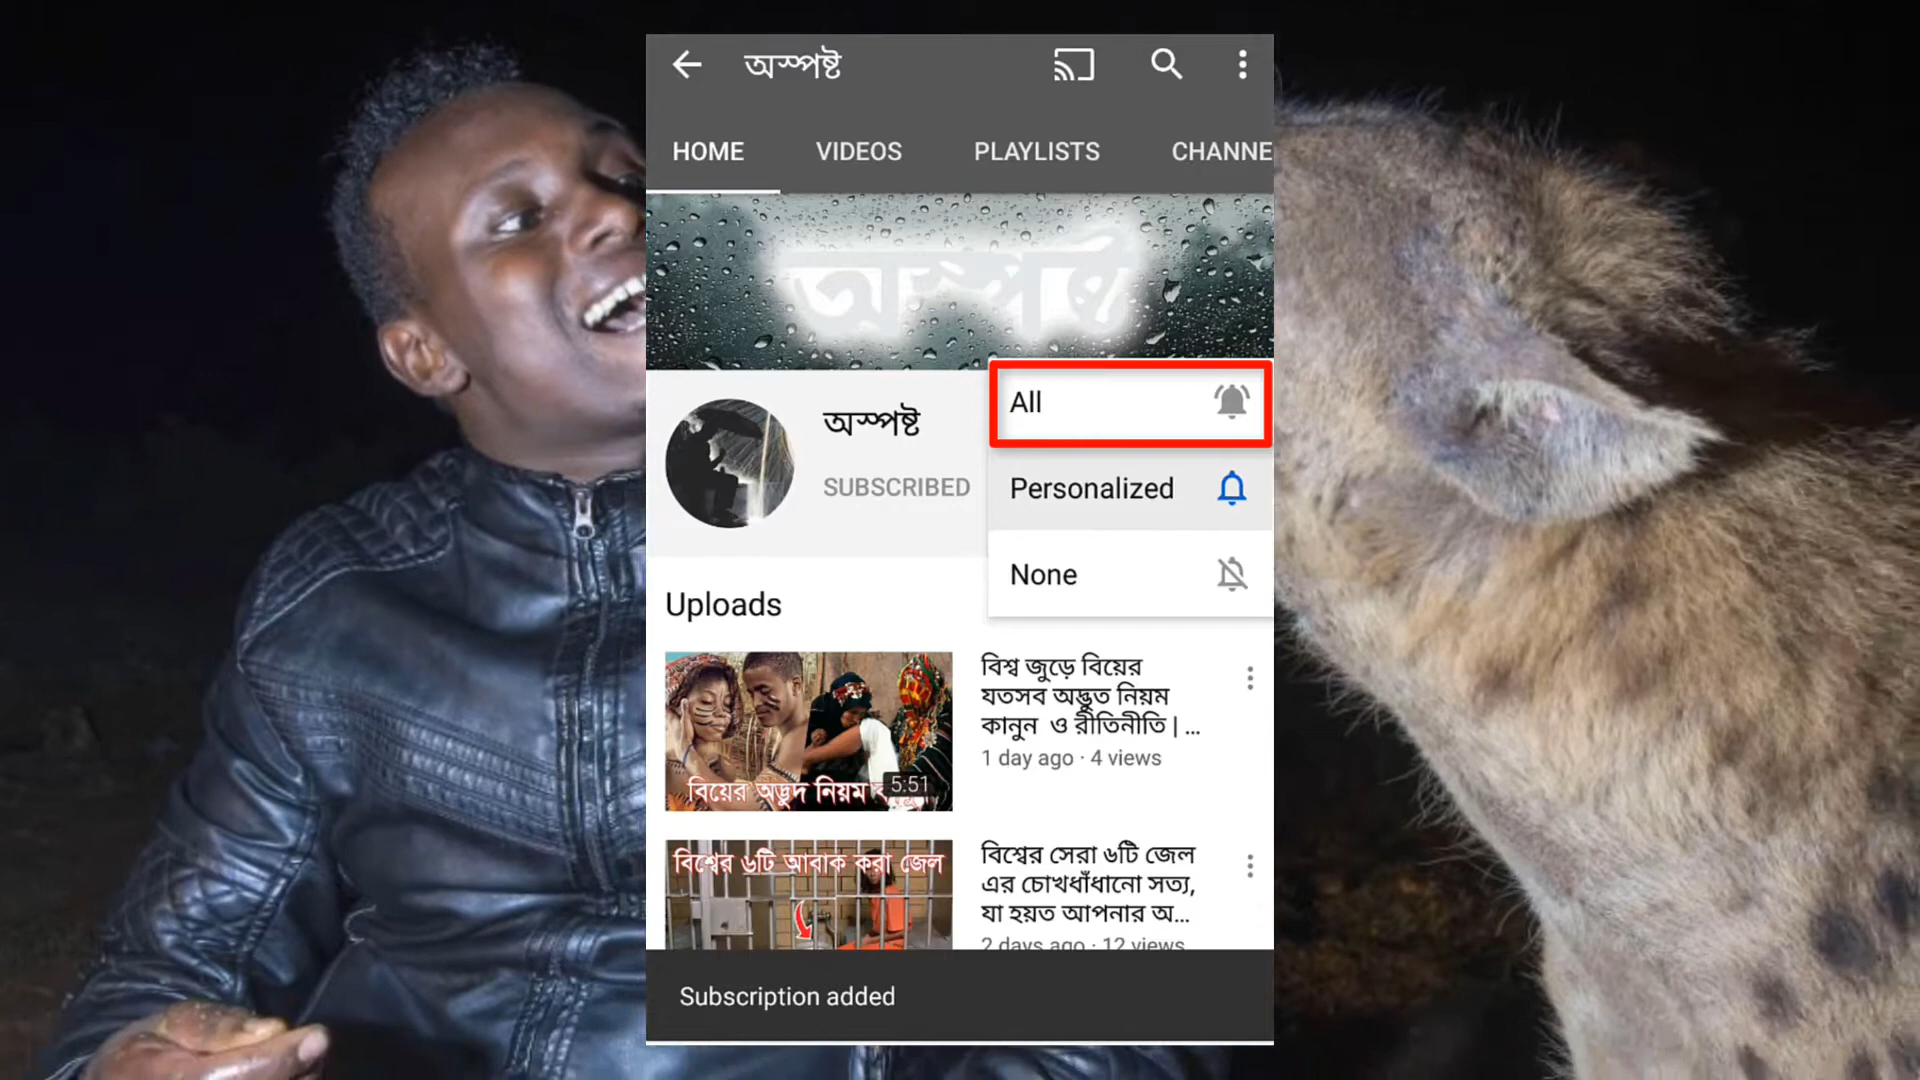 অস্পষ্ট
HOME VIDEOS PLAYLISTS CHANNE
অস্পষ্ট
অস্পষ্ট
SUBSCRIBED
All
Personalized
None
Uploads
বিয়ের অদ্ভুদ নিয়ম
5:51
বিশ্ব জুড়ে বিয়ের
যতসব অদ্ভুত নিয়ম
কানুন ও রীতিনীতি | ...
1 day ago · 4 views
বিশ্বের ৬টি আবাক করা জেল
বিশ্বের সেরা ৬টি জেল
এর চোখধাঁধানো সত্য,
যা হয়ত আপনার অ...
2 days ago · 12 views
Subscription added